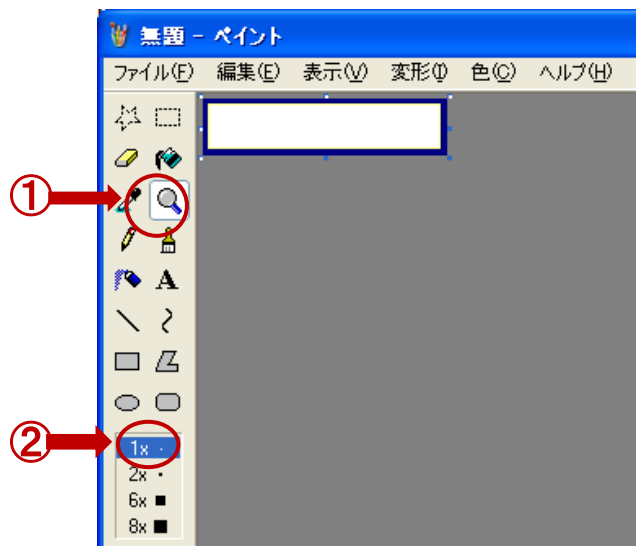 無題 - ペイント
ファイル(F) 編集(E) 表示(V) 変形(I) 色(C) ヘルプ(H)
①
A
②
1x
2x
6x
8x